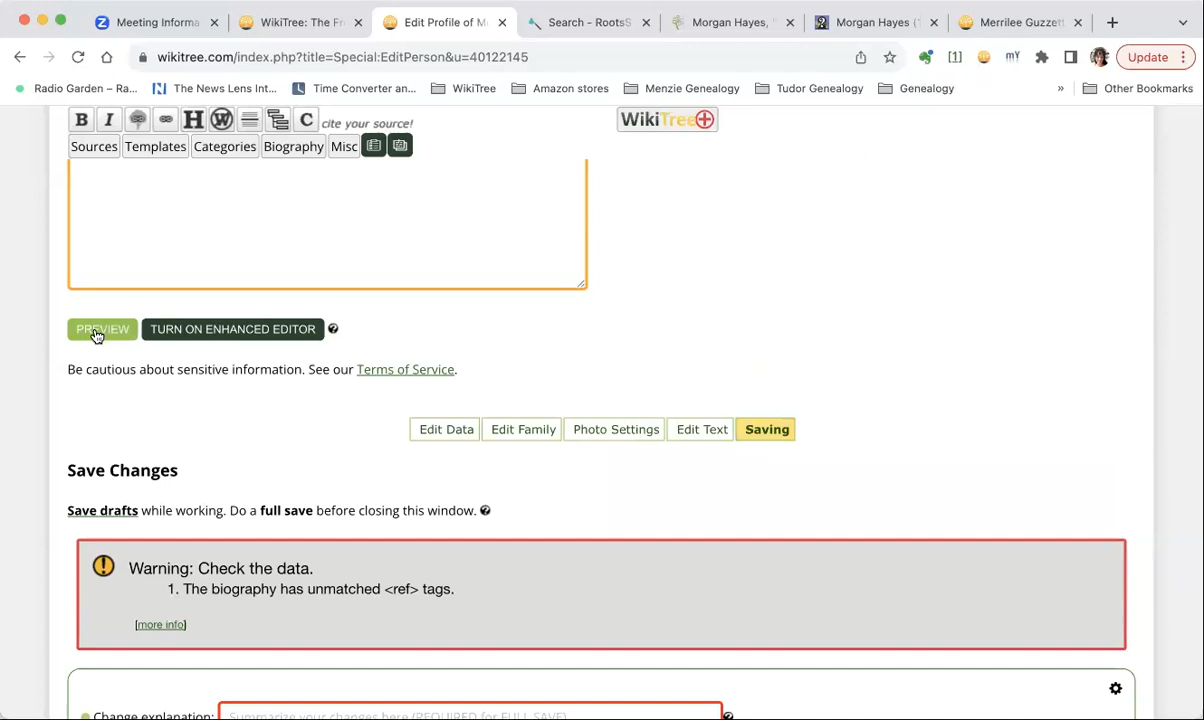 Meeting Informa
WikiTree: The Fr
Edit Profile of M
Search - RootsS
Morgan Hayes,
Morgan Hayes (
Merrilee Guzzett
wikitree.com/index.php?title=Special:EditPerson&u=40122145
[1]
mY
Update
Radio Garden – Ra...
The News Lens Int...
Time Converter an...
WikiTree
Amazon stores
Menzie Genealogy
Tudor Genealogy
Genealogy
»
Other Bookmarks
B I H W C cite your source!
WikiTree+
Sources Templates Categories Biography Misc
PREVIEW
TURN ON ENHANCED EDITOR
Be cautious about sensitive information. See our Terms of Service.
Edit Data Edit Family Photo Settings Edit Text Saving
Save Changes
Save drafts while working. Do a full save before closing this window.
Warning: Check the data.
1. The biography has unmatched <ref> tags.
[more info]
Change explanation: Summarize your changes here (REQUIRED for FULL SAVE)